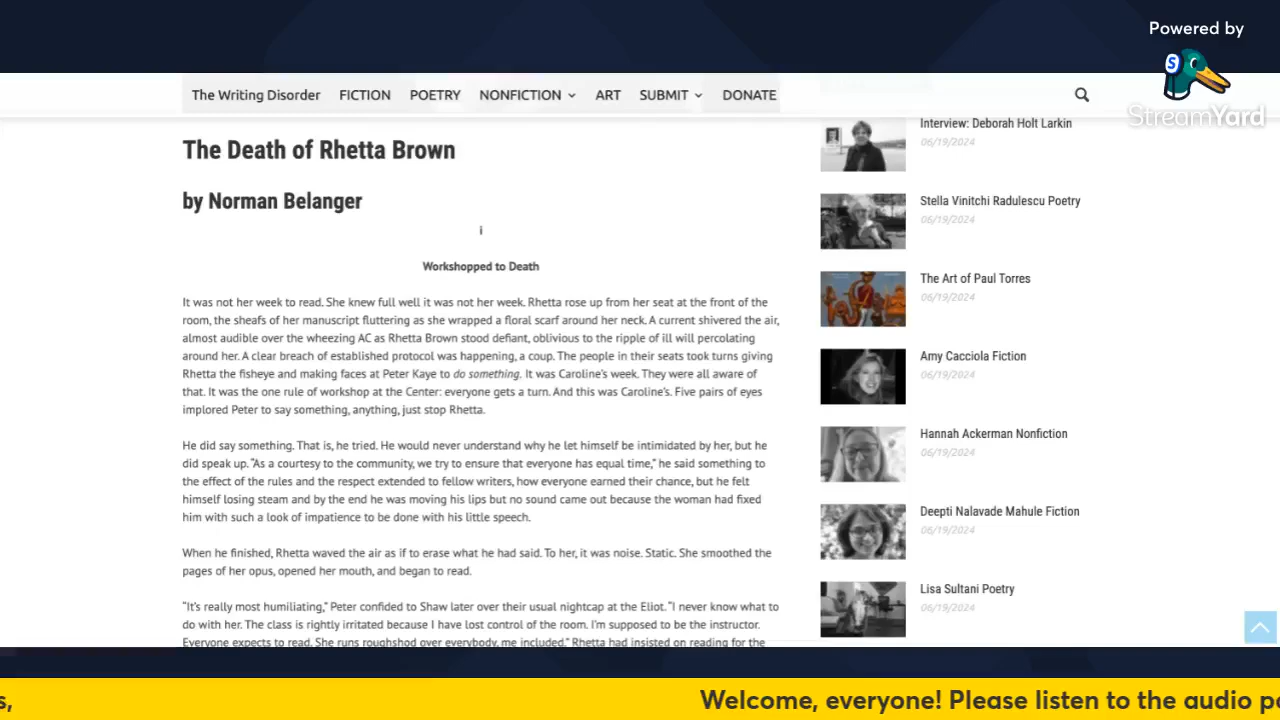 Powered by
StreamYard
The Writing Disorder FICTION POETRY NONFICTION ART SUBMIT DONATE
The Death of Rhetta Brown
by Norman Belanger
i
Workshopped to Death
It was not her week to read. She knew full well it was not her week. Rhetta rose up from her seat at the front of the
room, the sheafs of her manuscript fluttering as she wrapped a floral scarf around her neck. A current shivered the air,
almost audible over the wheezing AC as Rhetta Brown stood defiant, oblivious to the ripple of ill will percolating
around her. A clear breach of established protocol was happening, a coup. The people in their seats took turns giving
Rhetta the fisheye and making faces at Peter Kaye to do something. It was Caroline's week. They were all aware of
that. It was the one rule of workshop at the Center: everyone gets a turn. And this was Caroline's. Five pairs of eyes
implored Peter to say something, anything, just stop Rhetta.
He did say something. That is, he tried. He would never understand why he let himself be intimidated by her, but he
did speak up. "As a courtesy to the community, we try to ensure that everyone has equal time," he said something to
the effect of the rules and the respect extended to fellow writers, how everyone earned their chance, but he felt
himself losing steam and by the end he was moving his lips but no sound came out because the woman had fixed
him with such a look of impatience to be done with his little speech.
When he finished, Rhetta waved the air as if to erase what he had said. To her, it was noise. Static. She smoothed the
pages of her opus, opened her mouth, and began to read.
"It's really most humiliating," Peter confided to Shaw later over their usual nightcap at the Eliot. "I never know what to
do with her. The class is rightly irritated because I have lost control of the room. I'm supposed to be the instructor.
Everyone expects to read. She runs roughshod over everybody, me included." Rhetta had insisted on reading for the
Interview: Deborah Holt Larkin
06/19/2024
Stella Vinitchi Radulescu Poetry
06/19/2024
The Art of Paul Torres
06/19/2024
Amy Cacciola Fiction
06/19/2024
Hannah Ackerman Nonfiction
06/19/2024
Deepti Nalavade Mahule Fiction
06/19/2024
Lisa Sultani Poetry
06/19/2024
s, Welcome, everyone! Please listen to the audio po